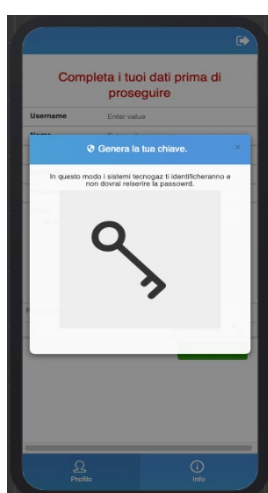 Completa i tuoi dati prima di
proseguire
Username Enter value
Genera la tua chiave. ×
In questo modo i sistemi tecnogaz ti identificheranno e
non dovrai reiserire la passowrd.
Profilo Info